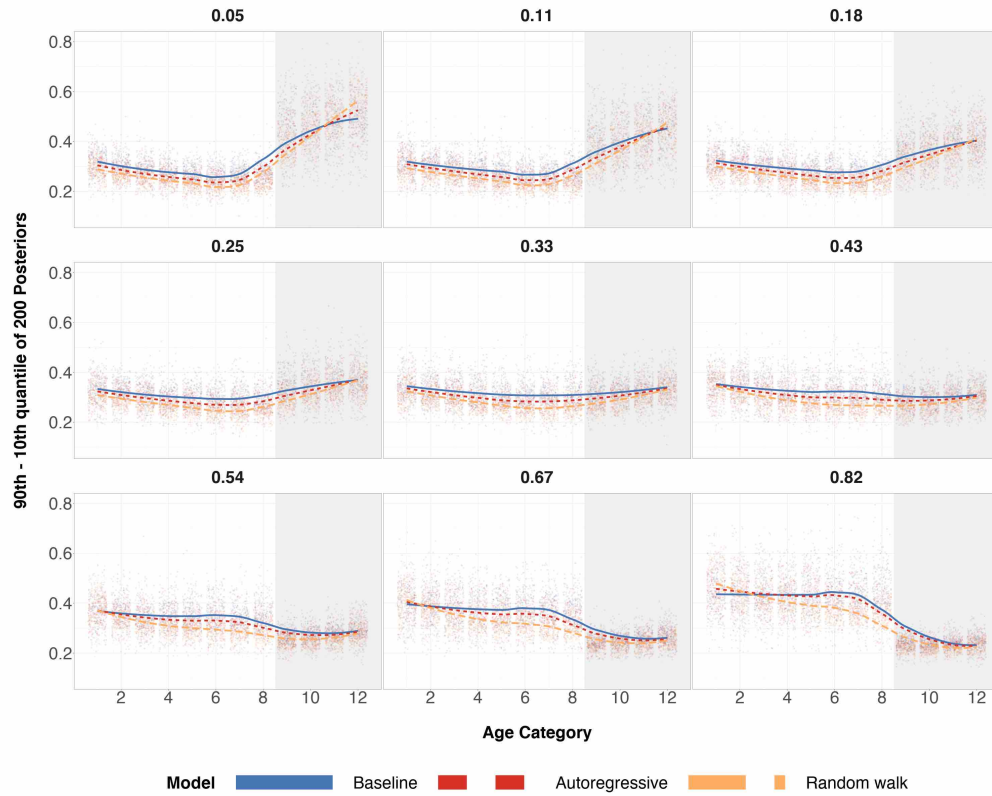 0.05 0.11 0.18
0.8
0.6
0.4
0.2
0.25 0.33 0.43
0.8
0.6
0.4
0.2
0.54 0.67 0.82
0.8
0.6
0.4
0.2
2 4 6 8 10 12 2 4 6 8 10 12 2 4 6 8 10 12
90th - 10th quantile of 200 Posteriors
Age Category
Model Baseline Autoregressive Random walk